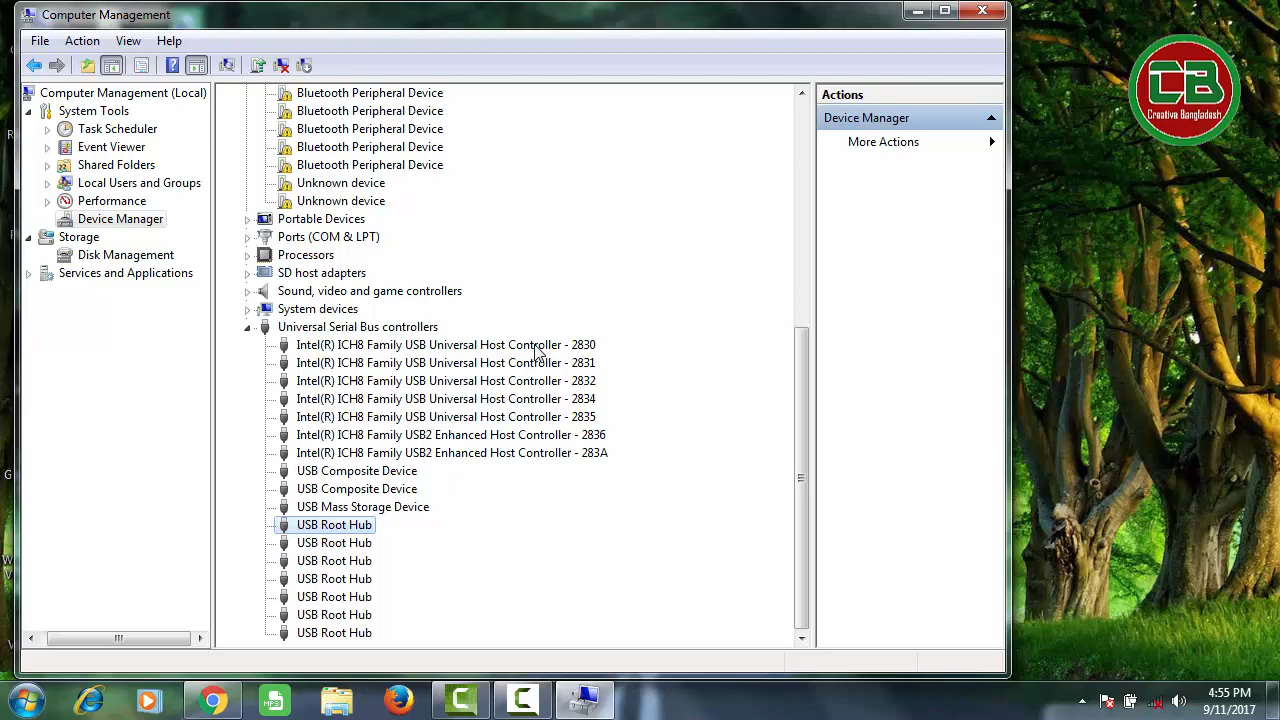 Computer Management
File Action View Help
Computer Management (Local)
System Tools
Task Scheduler
Event Viewer
Shared Folders
Local Users and Groups
Performance
Device Manager
Storage
Disk Management
Services and Applications
Bluetooth Peripheral Device
Bluetooth Peripheral Device
Bluetooth Peripheral Device
Bluetooth Peripheral Device
Bluetooth Peripheral Device
Unknown device
Unknown device
Portable Devices
Ports (COM & LPT)
Processors
SD host adapters
Sound, video and game controllers
System devices
Universal Serial Bus controllers
Intel(R) ICH8 Family USB Universal Host Controller - 2830
Intel(R) ICH8 Family USB Universal Host Controller - 2831
Intel(R) ICH8 Family USB Universal Host Controller - 2832
Intel(R) ICH8 Family USB Universal Host Controller - 2834
Intel(R) ICH8 Family USB Universal Host Controller - 2835
Intel(R) ICH8 Family USB2 Enhanced Host Controller - 2836
Intel(R) ICH8 Family USB2 Enhanced Host Controller - 283A
USB Composite Device
USB Composite Device
USB Mass Storage Device
USB Root Hub
USB Root Hub
USB Root Hub
USB Root Hub
USB Root Hub
USB Root Hub
USB Root Hub
Actions
Device Manager
More Actions
CB
Creative Bangladesh
MP3
4:55 PM
9/11/2017